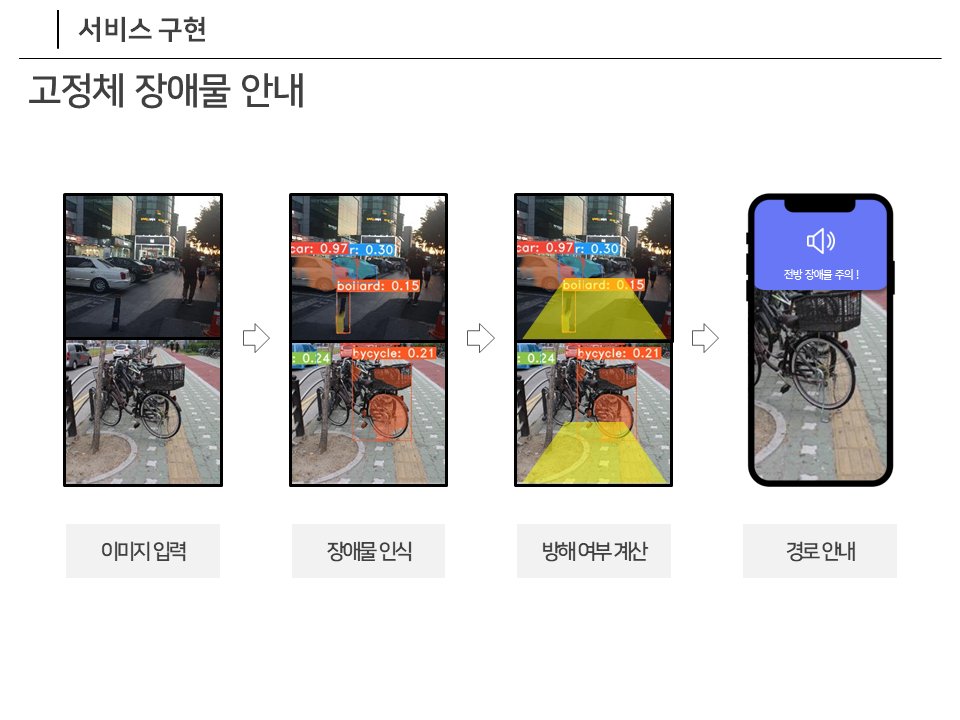 서비스 구현
고정체 장애물 안내
car: 0.97
r: 0.30
bollard: 0.15
: 0.24
bycycle: 0.21
car: 0.97
r: 0.30
bollard: 0.15
: 0.24
bycycle: 0.21
전방 장애물 주의 !
이미지 입력
장애물 인식
방해 여부 계산
경로 안내